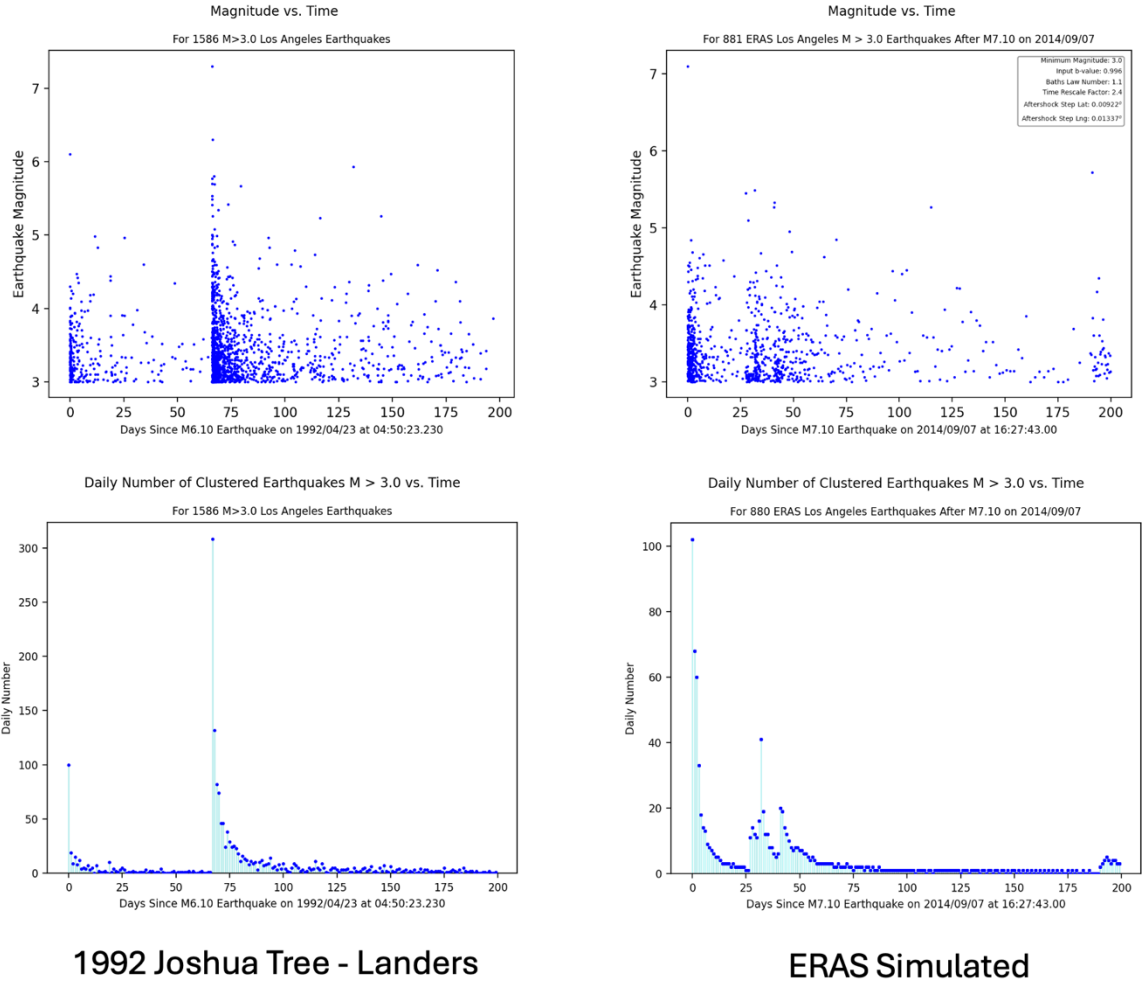 Magnitude vs. Time
For 1586 M>3.0 Los Angeles Earthquakes
Earthquake Magnitude
7
6
5
4
3
0 25 50 75 100 125 150 175 200
Days Since M6.10 Earthquake on 1992/04/23 at 04:50:23.230
Magnitude vs. Time
For 881 ERAS Los Angeles M > 3.0 Earthquakes After M7.10 on 2014/09/07
Minimum Magnitude: 3.0
Input b-value: 0.996
Baths Law Number: 1.1
Time Rescale Factor: 2.4
Aftershock Step Lat: 0.00922°
Aftershock Step Lng: 0.01337°
Earthquake Magnitude
7
6
5
4
3
0 25 50 75 100 125 150 175 200
Days Since M7.10 Earthquake on 2014/09/07 at 16:27:43.00
Daily Number of Clustered Earthquakes M > 3.0 vs. Time
For 1586 M>3.0 Los Angeles Earthquakes
Daily Number
300
250
200
150
100
50
0
0 25 50 75 100 125 150 175 200
Days Since M6.10 Earthquake on 1992/04/23 at 04:50:23.230
Daily Number of Clustered Earthquakes M > 3.0 vs. Time
For 880 ERAS Los Angeles Earthquakes After M7.10 on 2014/09/07
Daily Number
100
80
60
40
20
0
0 25 50 75 100 125 150 175 200
Days Since M7.10 Earthquake on 2014/09/07 at 16:27:43.00
1992 Joshua Tree - Landers
ERAS Simulated